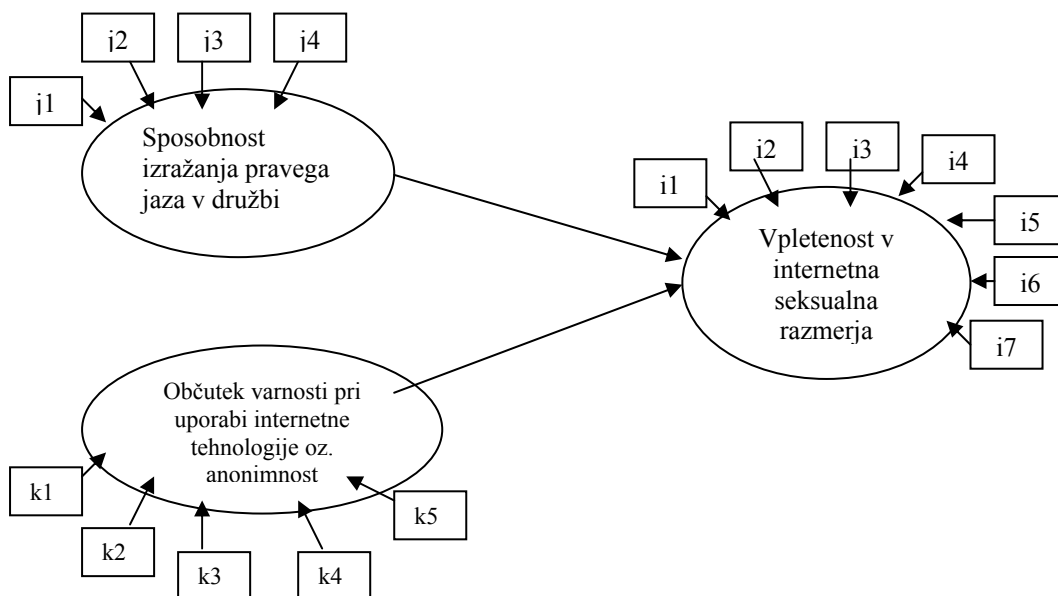 j2
j3
j4
j1
Sposobnost
izražanja pravega
jaza v družbi
i1
i2
i3
i4
i5
i6
i7
Vpletenost v
internetna
seksualna
razmerja
Občutek varnosti pri
uporabi internetne
tehnologije oz.
anonimnost
k1
k2
k3
k4
k5